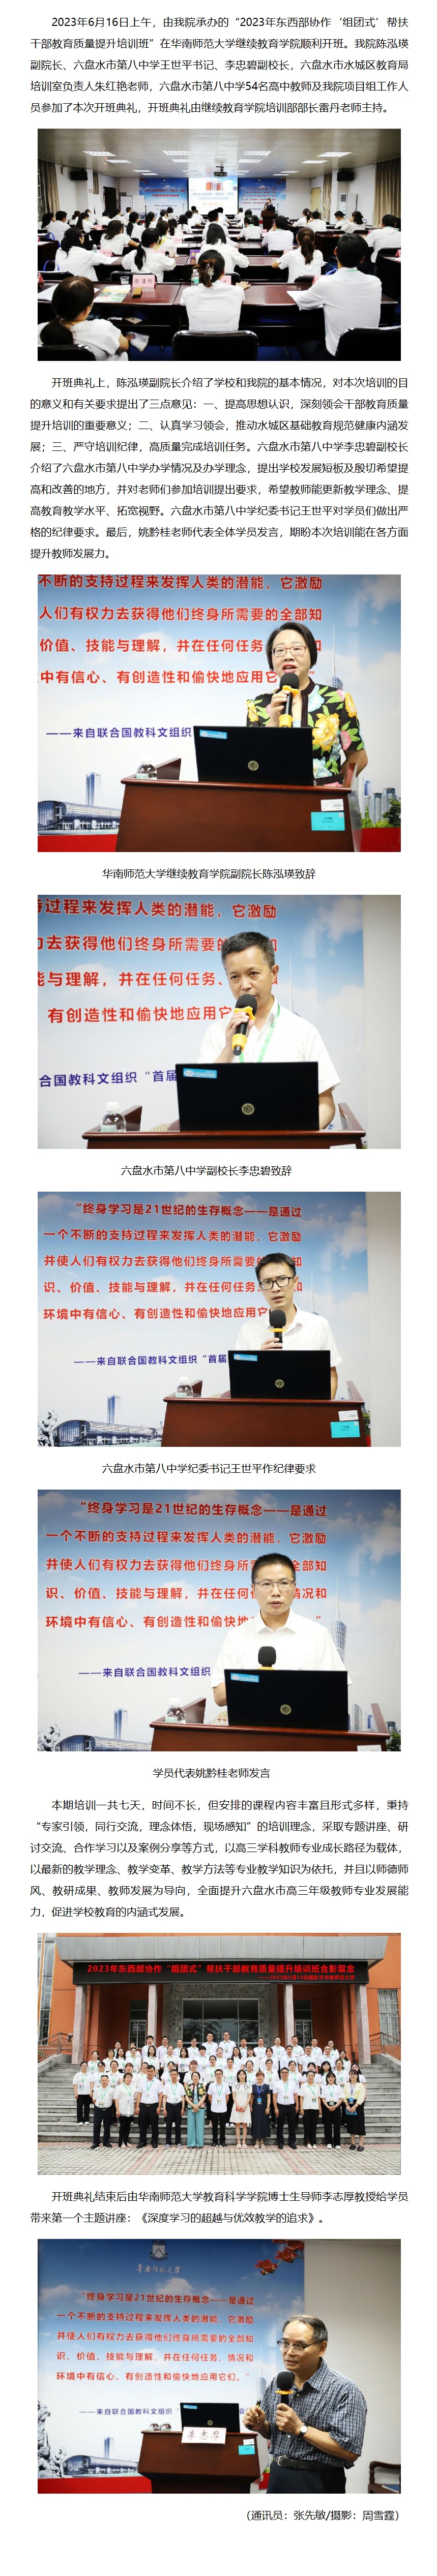 2023年6月16日上午，由我院承办的“2023年东西部协作‘组团式’帮扶
干部教育质量提升培训班”在华南师范大学继续教育学院顺利开班。我院陈泓瑛
副院长、六盘水市第八中学王世平书记、李忠碧副校长，六盘水市水城区教育局
培训室负责人朱红艳老师，六盘水市第八中学54名高中教师及我院项目组工作人
员参加了本次开班典礼，开班典礼由继续教育学院培训部部长雷丹老师主持。
开班典礼上，陈泓瑛副院长介绍了学校和我院的基本情况，对本次培训的目
的意义和有关要求提出了三点意见：一、提高思想认识，深刻领会干部教育质量
提升培训的重要意义；二、认真学习领会，推动水城区基础教育规范健康内涵发
展；三、严守培训纪律，高质量完成培训任务。六盘水市第八中学李忠碧副校长
介绍了六盘水市第八中学办学情况及办学理念，提出学校发展短板及殷切希望提
高和改善的地方，并对老师们参加培训提出要求，希望教师能更新教学理念、提
高教育教学水平、拓宽视野。六盘水市第八中学纪委书记王世平对学员们做出严
格的纪律要求。最后，姚黔桂老师代表全体学员发言，期盼本次培训能在各方面
提升教师发展力。
不断的支持过程来发挥人类的潜能，它激励
人们有权力去获得他们终身所需要的全部知
价值、技能与理解，并在任何任务
中有信心、有创造性和愉快地应用它
——来自联合国教科文组织
华南师范大学继续教育学院副院长陈泓瑛致辞
持过程来发挥人类的潜能，它激励
力去获得他们终身所需要的
能与理解，并在任何任务、
有创造性和愉快地应用它
合国教科文组织“首届
六盘水市第八中学副校长李忠碧致辞
“终身学习是21世纪的生存概念——是通过
一个不断的支持过程来发挥人类的潜能，它激励
并使人们有权力去获得他们终身所需要的全部知
识、价值、技能与理解，并在任何任务、
环境中有信心、有创造性和愉快地应用它
——来自联合国教科文组织“首届
六盘水市第八中学纪委书记王世平作纪律要求
“终身学习是21世纪的生存概念——是通过
一个不断的支持过程来发挥人类的潜能，它激励
并使人们有权力去获得他们终身所 部知
识、价值、技能与理解，并在任何 情况和
环境中有信心、有创造性和愉快地 ”
——来自联合国教科文组织
学员代表姚黔桂老师发言
本期培训一共七天，时间不长，但安排的课程内容丰富且形式多样，秉持
“专家引领，同行交流，理念体悟，现场感知”的培训理念，采取专题讲座、研
讨交流、合作学习以及案例分享等方式，以高三学科教师专业成长路径为载体，
以最新的教学理念、教学变革、教学方法等专业教学知识为依托，并且以师德师
风、教研成果、教师发展为导向，全面提升六盘水市高三年级教师专业发展能
力，促进学校教育的内涵式发展。
2023年东西部协作“组团式”帮扶干部教育质量提升培训班合影留念
开班典礼结束后由华南师范大学教育科学学院博士生导师李志厚教授给学员
带来第一个主题讲座：《深度学习的超越与优效教学的追求》。
华南师范大学
“终身学习是21世纪的生存概念——是通过
一个不断的支持过程来发挥人类的潜能，它激励
并使人们有权力去获得他们终身所需要的全部知
识、价值、技能与理解，并在任何任务、情况和
环境中有信心、有创造性和愉快地应用它们。”
——来自联合国教科文组织“
李志厚
（通讯员：张先敏/摄影：周雪霆）